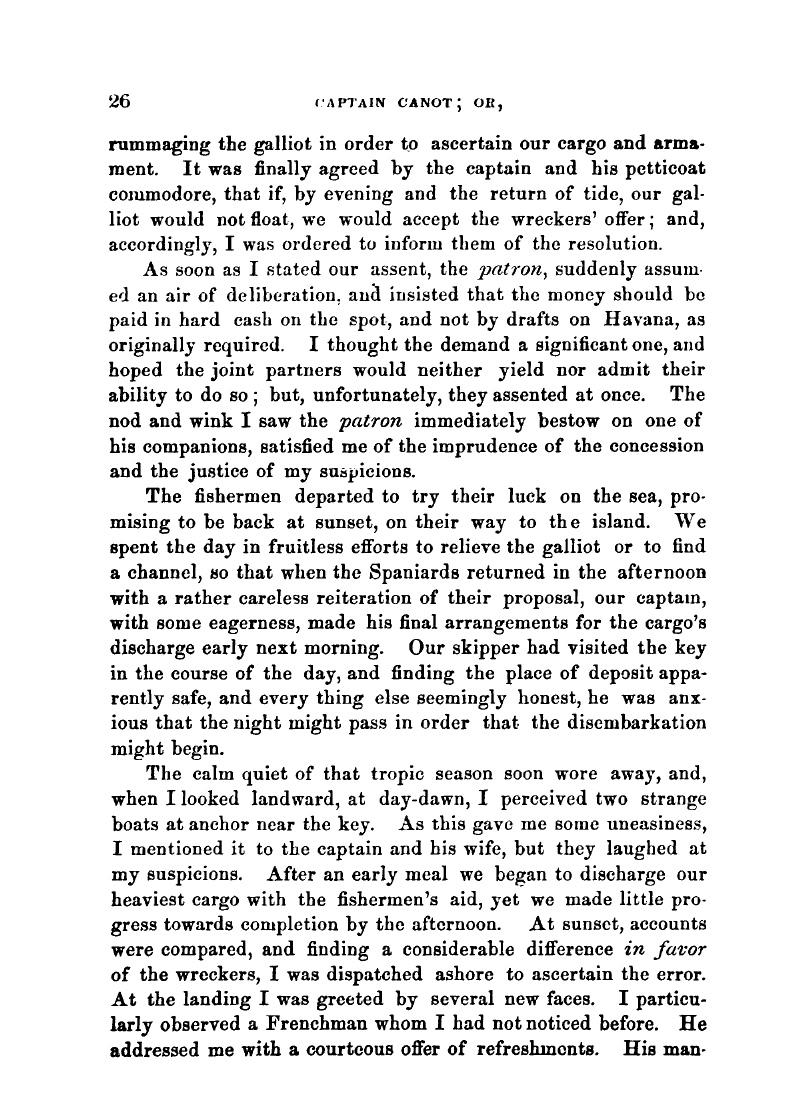 26 CAPTAIN CANOT; OR,
rummaging the galliot in order to ascertain our cargo and arma-
ment. It was finally agreed by the captain and his petticoat
commodore, that if, by evening and the return of tide, our gal-
liot would not float, we would accept the wreckers' offer; and,
accordingly, I was ordered to inform them of the resolution.
As soon as I stated our assent, the patron, suddenly assum-
ed an air of deliberation, and insisted that the money should be
paid in hard cash on the spot, and not by drafts on Havana, as
originally required. I thought the demand a significant one, and
hoped the joint partners would neither yield nor admit their
ability to do so; but, unfortunately, they assented at once. The
nod and wink I saw the patron immediately bestow on one of
his companions, satisfied me of the imprudence of the concession
and the justice of my suspicions.
The fishermen departed to try their luck on the sea, pro-
mising to be back at sunset, on their way to the island. We
spent the day in fruitless efforts to relieve the galliot or to find
a channel, so that when the Spaniards returned in the afternoon
with a rather careless reiteration of their proposal, our captain,
with some eagerness, made his final arrangements for the cargo's
discharge early next morning. Our skipper had visited the key
in the course of the day, and finding the place of deposit appa-
rently safe, and every thing else seemingly honest, he was anx-
ious that the night might pass in order that the disembarkation
might begin.
The calm quiet of that tropic season soon wore away, and,
when I looked landward, at day-dawn, I perceived two strange
boats at anchor near the key. As this gave me some uneasiness,
I mentioned it to the captain and his wife, but they laughed at
my suspicions. After an early meal we began to discharge our
heaviest cargo with the fishermen's aid, yet we made little pro-
gress towards completion by the afternoon. At sunset, accounts
were compared, and finding a considerable difference in favor
of the wreckers, I was dispatched ashore to ascertain the error.
At the landing I was greeted by several new faces. I particu-
larly observed a Frenchman whom I had not noticed before. He
addressed me with a courteous offer of refreshments. His man-